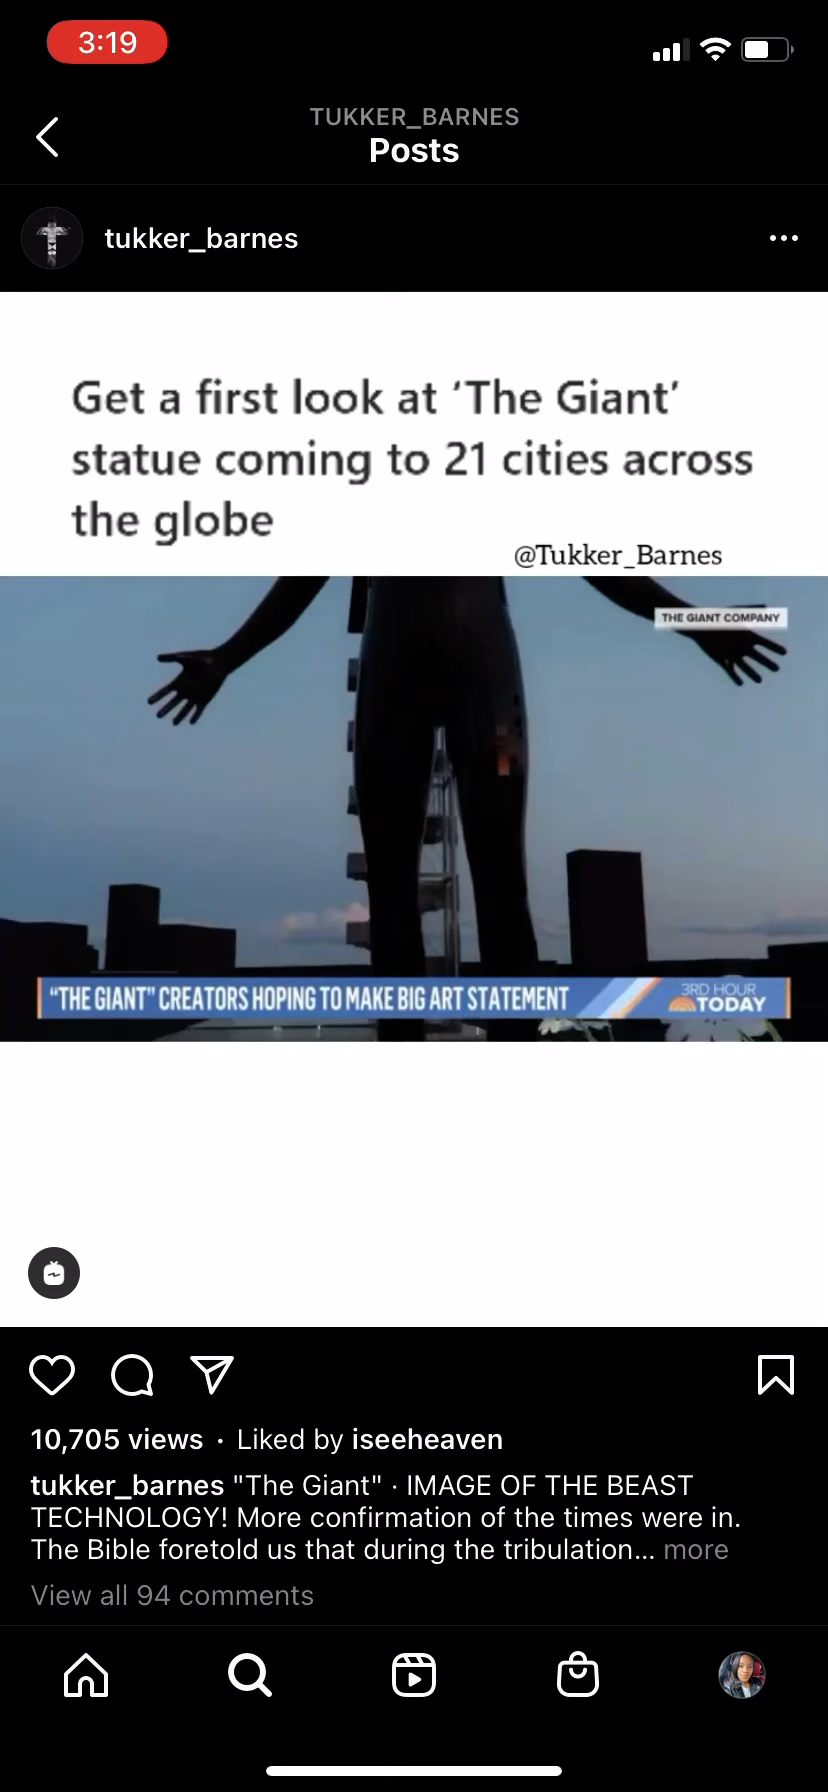 3:19
TUKKER_BARNES
Posts
tukker_barnes
Get a first look at ‘The Giant’
statue coming to 21 cities across
the globe
@Tukker_Barnes
THE GIANT COMPANY
“THE GIANT” CREATORS HOPING TO MAKE BIG ART STATEMENT
3RD HOUR
TODAY
10,705 views · Liked by iseeheaven
tukker_barnes "The Giant" · IMAGE OF THE BEAST
TECHNOLOGY! More confirmation of the times were in.
The Bible foretold us that during the tribulation... more
View all 94 comments